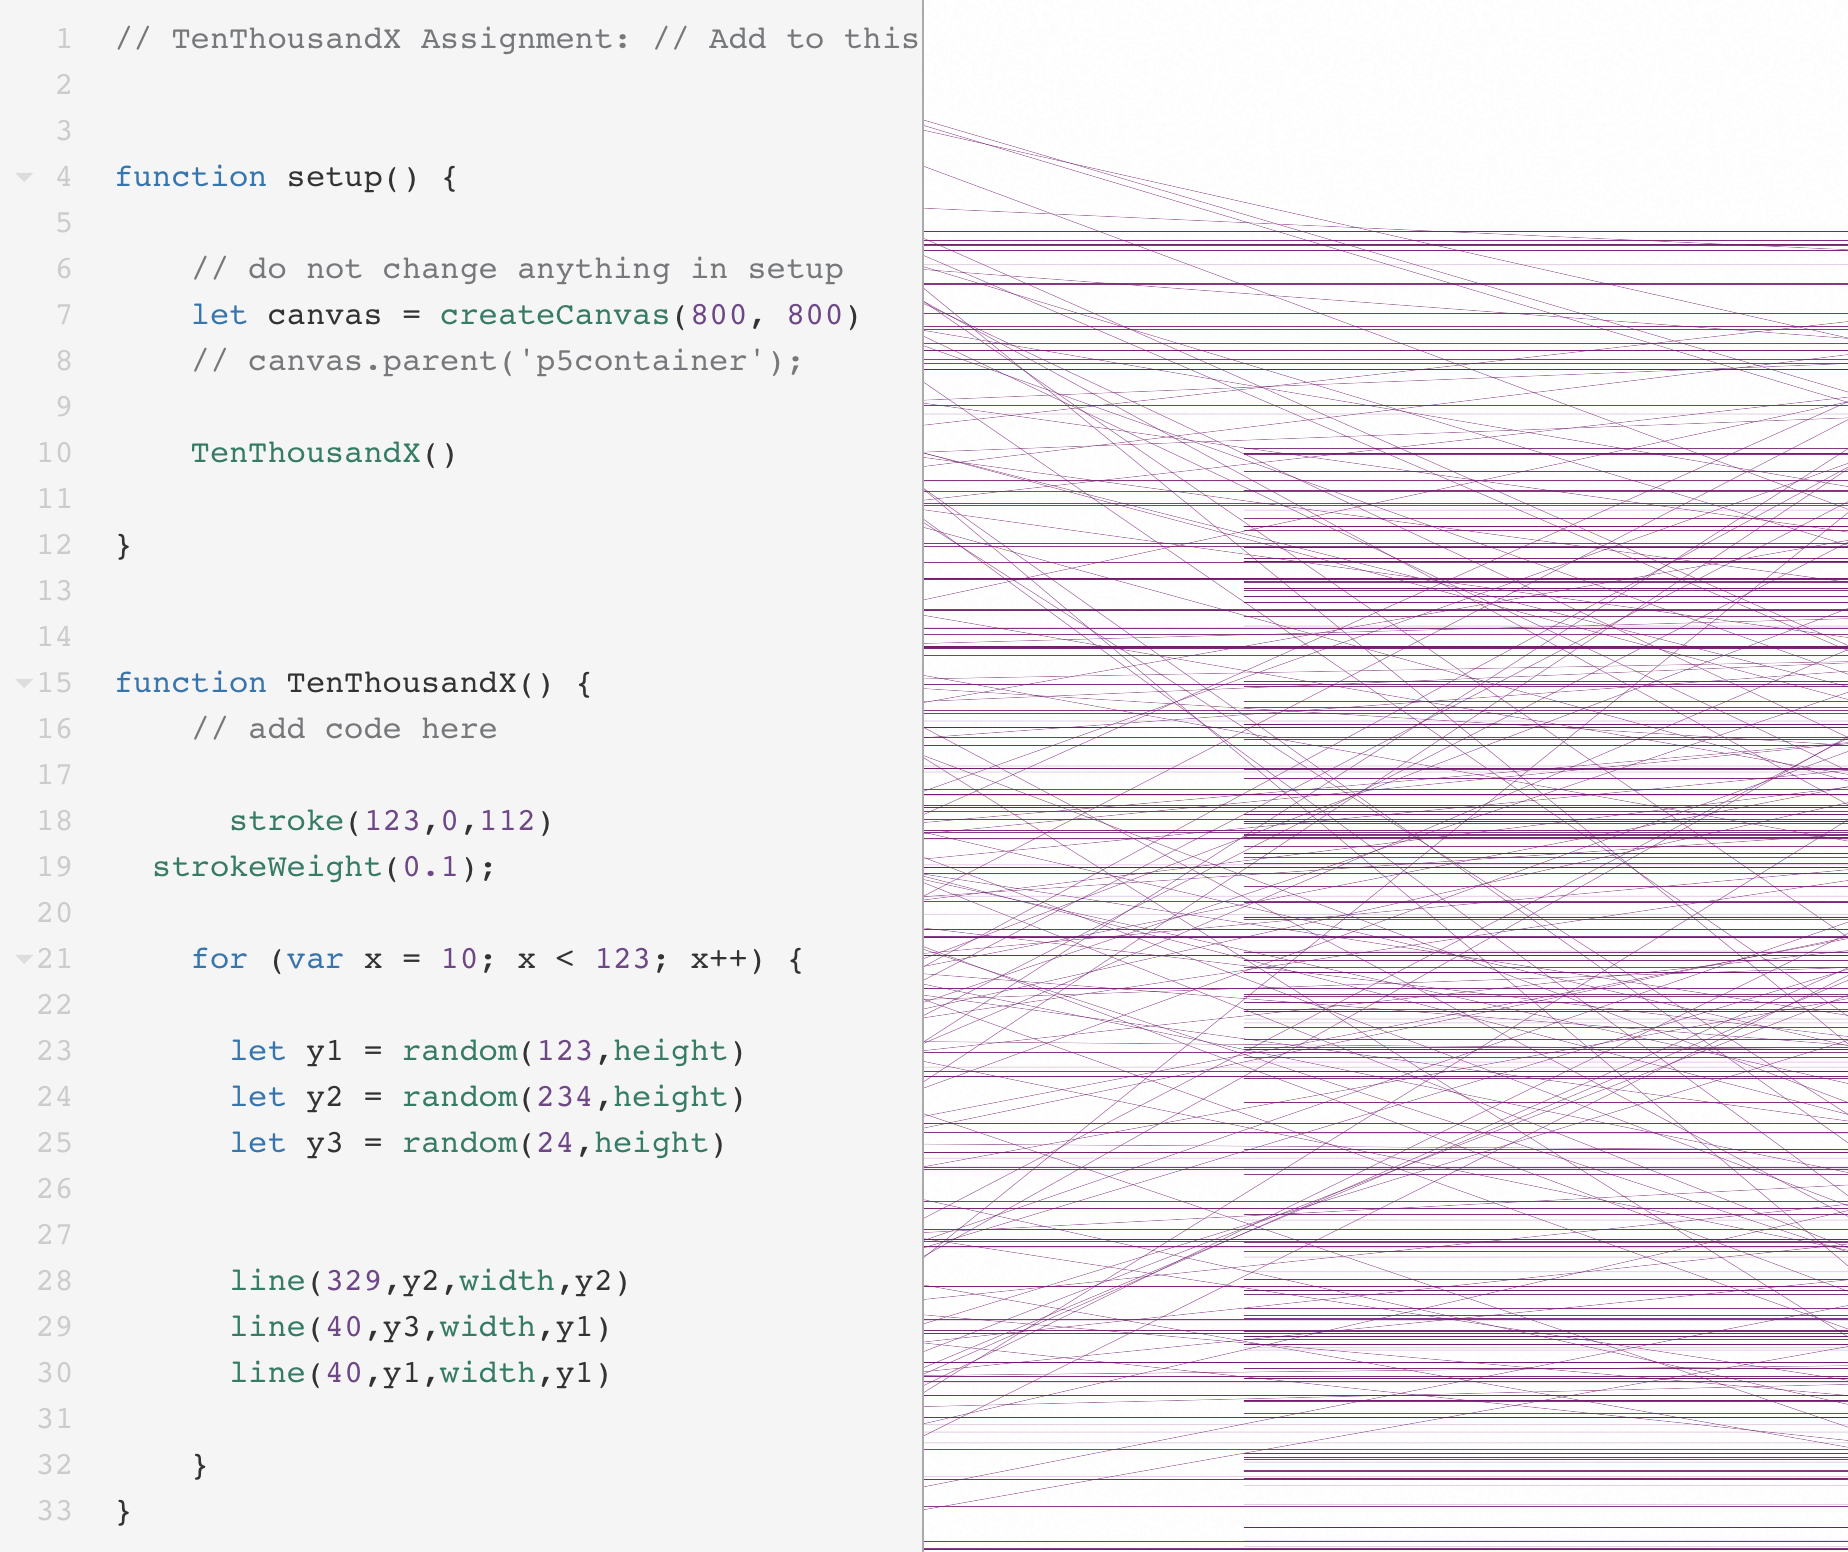 1 // TenThousandX Assignment: // Add to this
2
3
4 function setup() {
5
6 // do not change anything in setup
7 let canvas = createCanvas(800, 800)
8 // canvas.parent('p5container');
9
10 TenThousandX()
11
12 }
13
14
15 function TenThousandX() {
16 // add code here
17
18 stroke(123,0,112)
19 strokeWeight(0.1);
20
21 for (var x = 10; x < 123; x++) {
22
23 let y1 = random(123,height)
24 let y2 = random(234,height)
25 let y3 = random(24,height)
26
27
28 line(329,y2,width,y2)
29 line(40,y3,width,y1)
30 line(40,y1,width,y1)
31
32 }
33 }